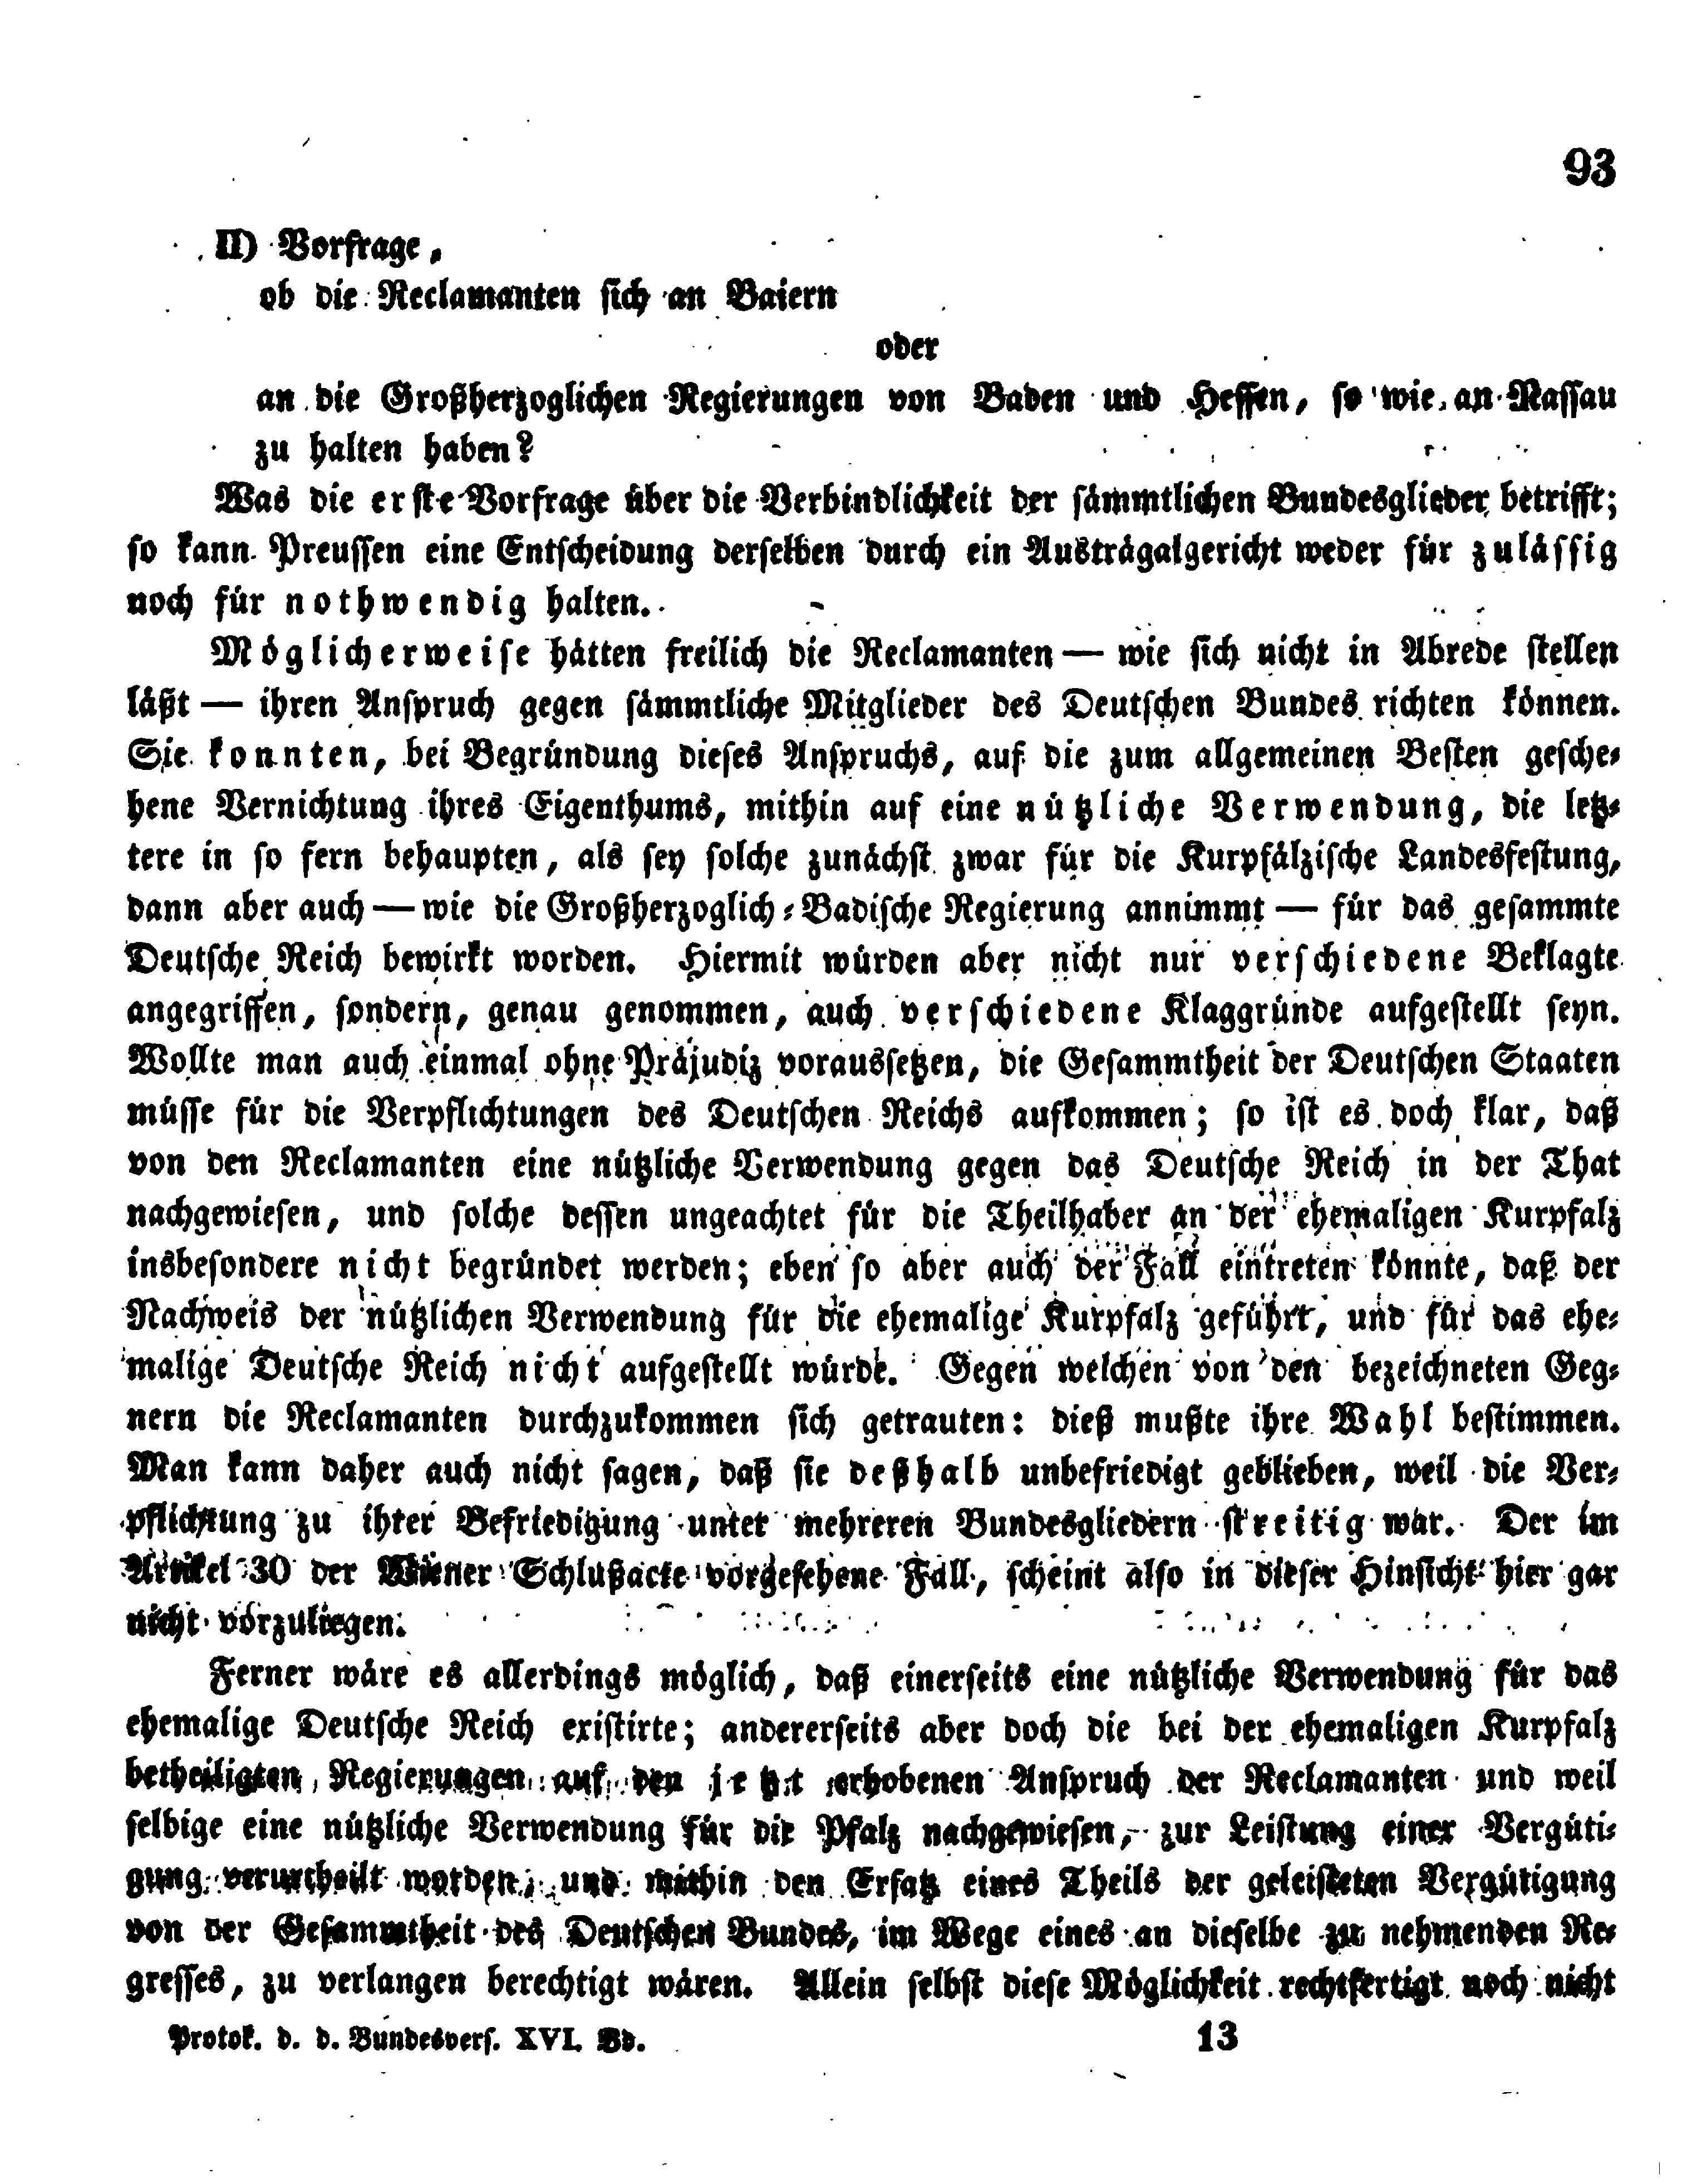 93
II) Vorfrage,
ob die Reclamanten sich an Baiern
oder
an die Großherzoglichen Regierungen von Baden und Hessen, so wie an Nassau
zu halten haben?
Was die erste Vorfrage über die Verbindlichkeit der sämmtlichen Bundesglieder betrifft;
so kann Preussen eine Entscheidung derselben durch ein Austrägalgericht weder für zulässig
noch für nothwendig halten.
Möglicherweise hätten freilich die Reclamanten — wie sich nicht in Abrede stellen
läßt — ihren Anspruch gegen sämmtliche Mitglieder des Deutschen Bundes richten können.
Sie konnten, bei Begründung dieses Anspruchs, auf die zum allgemeinen Besten gesche-
hene Vernichtung ihres Eigenthums, mithin auf eine nützliche Verwendung, die letz-
tere in so fern behaupten, als sey solche zunächst zwar für die Kurpfälzische Landesfestung,
dann aber auch — wie die Großherzoglich-Badische Regierung annimmt — für das gesammte
Deutsche Reich bewirkt worden. Hiermit würden aber nicht nur verschiedene Beklagte
angegriffen, sondern, genau genommen, auch verschiedene Klaggründe aufgestellt seyn.
Wollte man auch einmal ohne Präjudiz voraussetzen, die Gesammtheit der Deutschen Staaten
müsse für die Verpflichtungen des Deutschen Reichs aufkommen; so ist es doch klar, daß
von den Reclamanten eine nützliche Verwendung gegen das Deutsche Reich in der That
nachgewiesen, und solche dessen ungeachtet für die Theilhaber an der ehemaligen Kurpfalz
insbesondere nicht begründet werden; eben so aber auch der Fall eintreten könnte, daß der
Nachweis der nützlichen Verwendung für die ehemalige Kurpfalz geführt, und für das ehe-
malige Deutsche Reich nicht aufgestellt würde. Gegen welchen von den bezeichneten Geg-
nern die Reclamanten durchzukommen sich getrauten: dieß mußte ihre Wahl bestimmen.
Man kann daher auch nicht sagen, daß sie deßhalb unbefriedigt geblieben, weil die Ver-
pflichtung zu ihrer Befriedigung unter mehreren Bundesgliedern streitig war. Der im
Artikel 30 der Wiener Schlußacte vorgesehene Fall, scheint also in dieser Hinsicht hier gar
nicht vorzuliegen.
Ferner wäre es allerdings möglich, daß einerseits eine nützliche Verwendung für das
ehemalige Deutsche Reich existirte; andererseits aber doch die bei der ehemaligen Kurpfalz
betheiligten Regierungen auf den jetzt erhobenen Anspruch der Reclamanten und weil
selbige eine nützliche Verwendung für die Pfalz nachgewiesen, zur Leistung einer Vergüti-
gung verurtheilt worden, und mithin den Ersatz eines Theils der geleisteten Vergütigung
von der Gesammtheit des Deutschen Bundes, im Wege eines an dieselbe zu nehmenden Re-
gresses, zu verlangen berechtigt wären. Allein selbst diese Möglichkeit rechtfertigt noch nicht
Protok. d. d. Bundesvers. XVI. Bd. 13